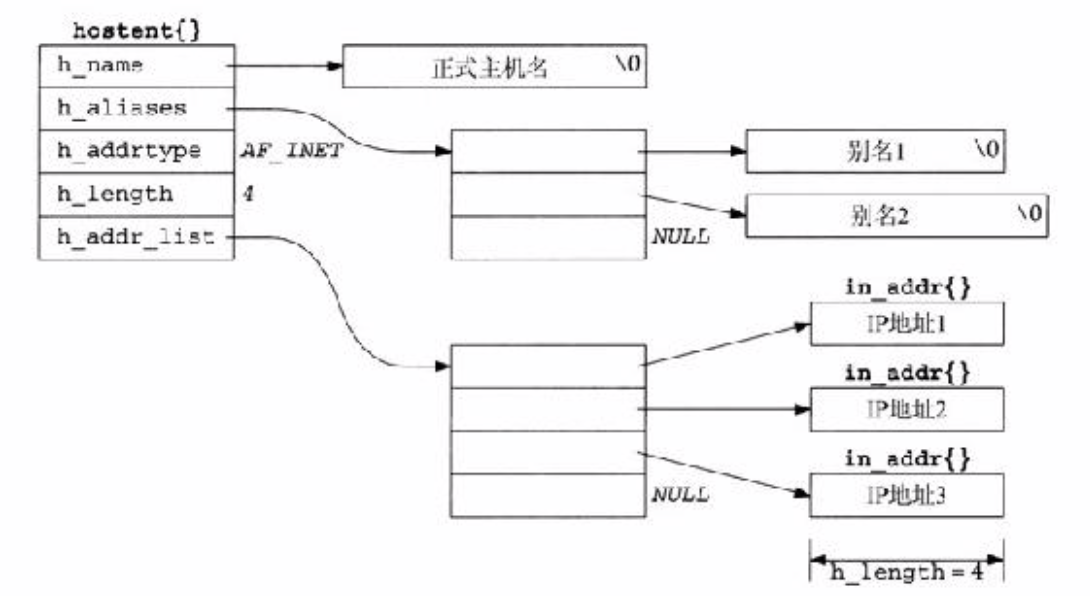 hostent{}
h_name
正式主机名 \0
h_aliases
h_addrtype AF_INET
别名1 \0
h_length 4
别名2 \0
h_addr_list
NULL
in_addr{}
IP地址1
in_addr{}
IP地址2
in_addr{}
NULL
IP地址3
h_length = 4